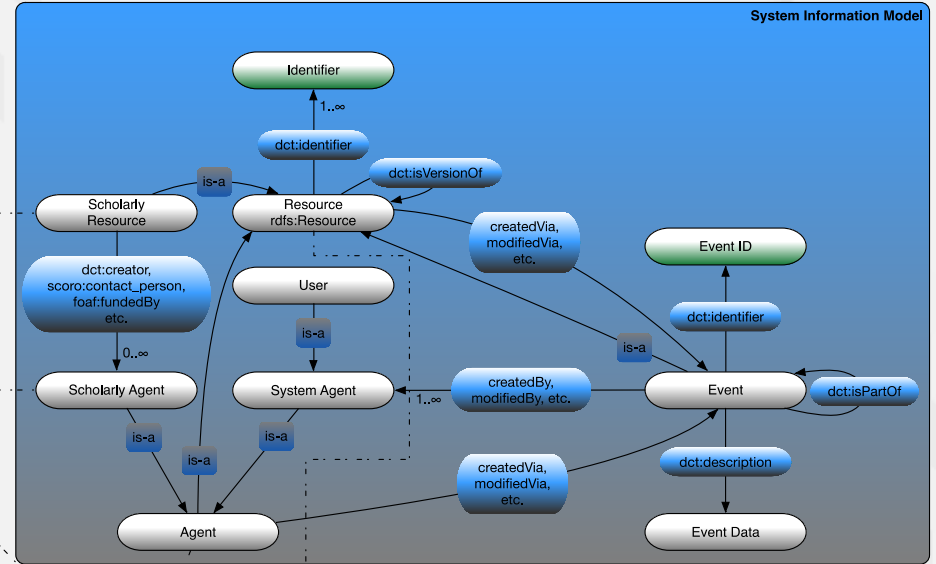 System Information Model
Identifier
1..∞
dct:identifier
dct:isVersionOf
is-a
Scholarly
Resource
Resource
rdfs:Resource
createdVia,
modifiedVia,
etc.
Event ID
dct:creator,
scoro:contact_person,
foaf:fundedBy
etc.
User
dct:identifier
is-a
is-a
0..∞
Scholarly Agent
System Agent
1..∞
createdBy,
modifiedBy, etc.
Event
dct:isPartOf
is-a
is-a
is-a
createdVia,
modifiedVia,
etc.
dct:description
Agent
Event Data